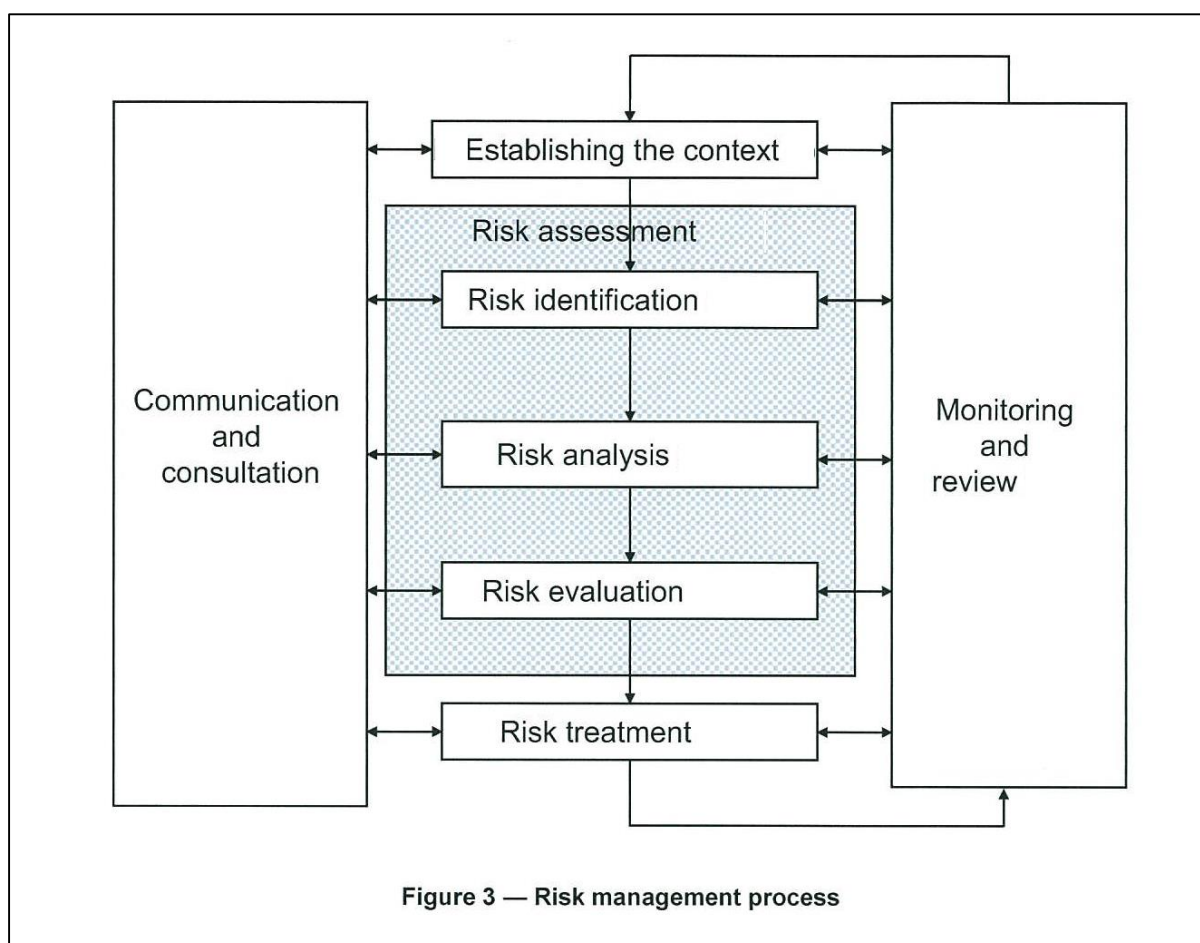 Establishing the context
Risk assessment
Risk identification
Communication
and
consultation
Risk analysis
Monitoring
and
review
Risk evaluation
Risk treatment
Figure 3 — Risk management process